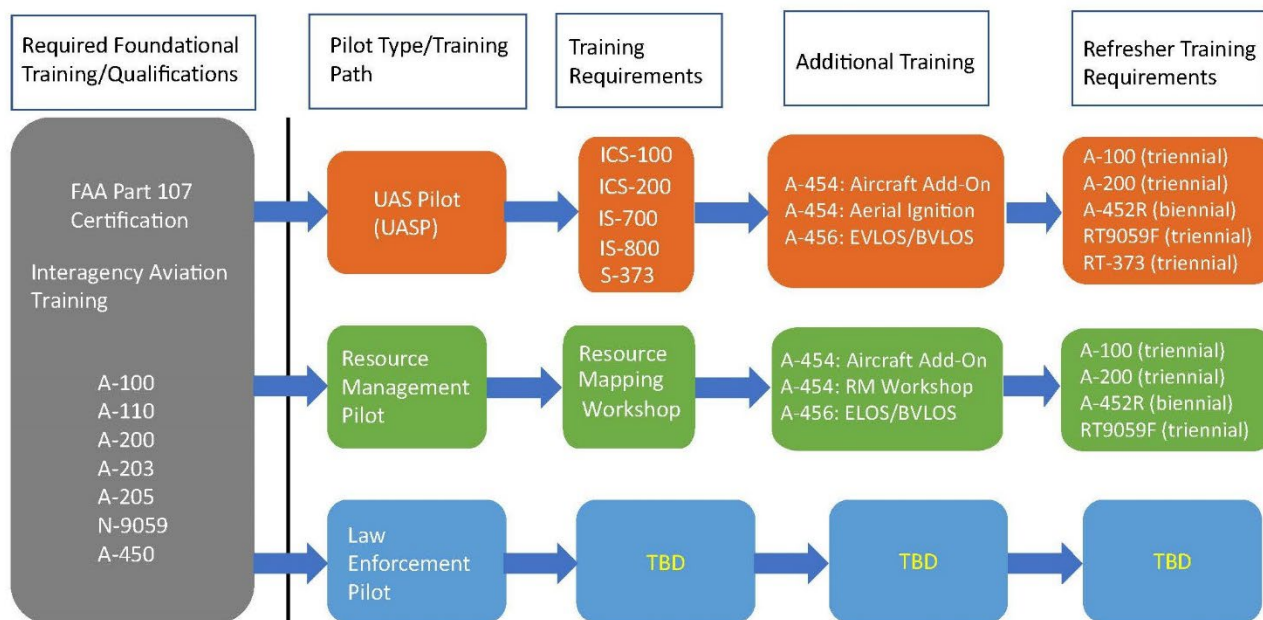 Required Foundational
Training/Qualifications
Pilot Type/Training
Path
Training
Requirements
Additional Training
Refresher Training
Requirements
FAA Part 107
Certification
Interagency Aviation
Training
A-100
A-110
A-200
A-203
A-205
N-9059
A-450
UAS Pilot
(UASP)
ICS-100
ICS-200
IS-700
IS-800
S-373
A-454: Aircraft Add-On
A-454: Aerial Ignition
A-456: EVLOS/BVLOS
A-100 (triennial)
A-200 (triennial)
A-452R (biennial)
RT9059F (triennial)
RT-373 (triennial)
Resource
Management
Pilot
Resource
Mapping
Workshop
A-454: Aircraft Add-On
A-454: RM Workshop
A-456: ELOS/BVLOS
A-100 (triennial)
A-200 (triennial)
A-452R (biennial)
RT9059F (triennial)
Law
Enforcement
Pilot
TBD
TBD
TBD